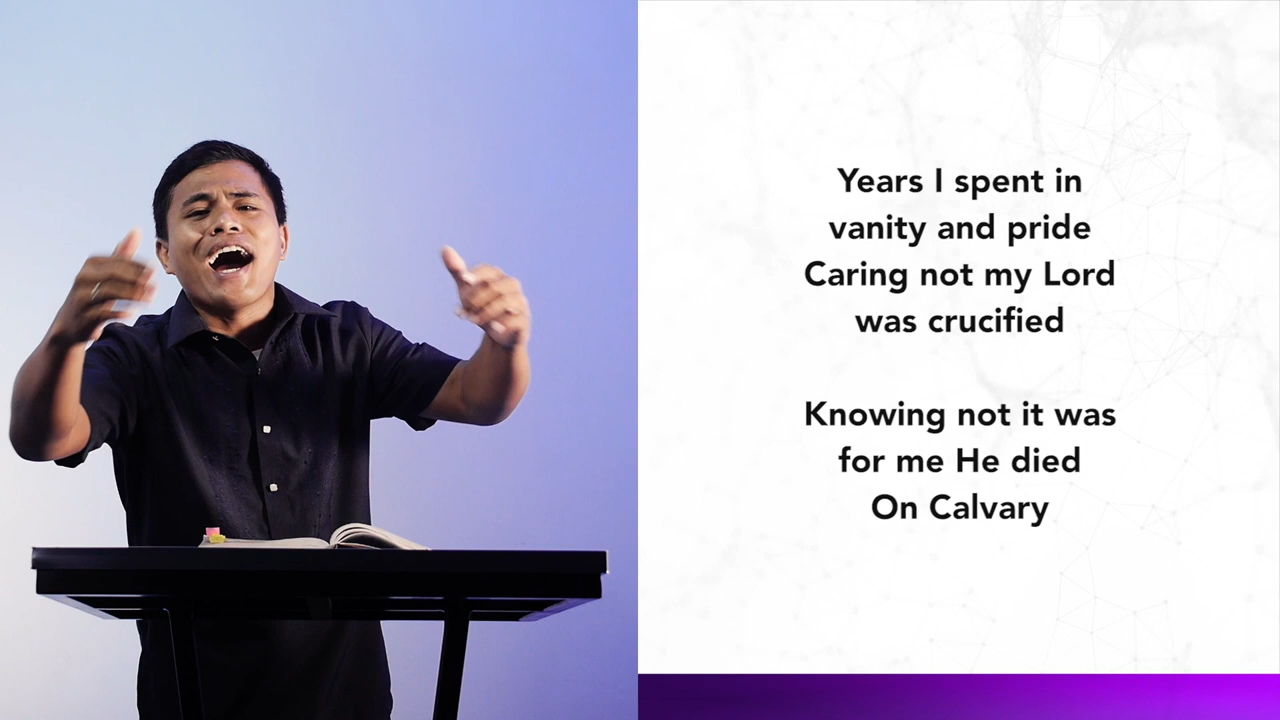 Years I spent in
vanity and pride
Caring not my Lord
was crucified
Knowing not it was
for me He died
On Calvary